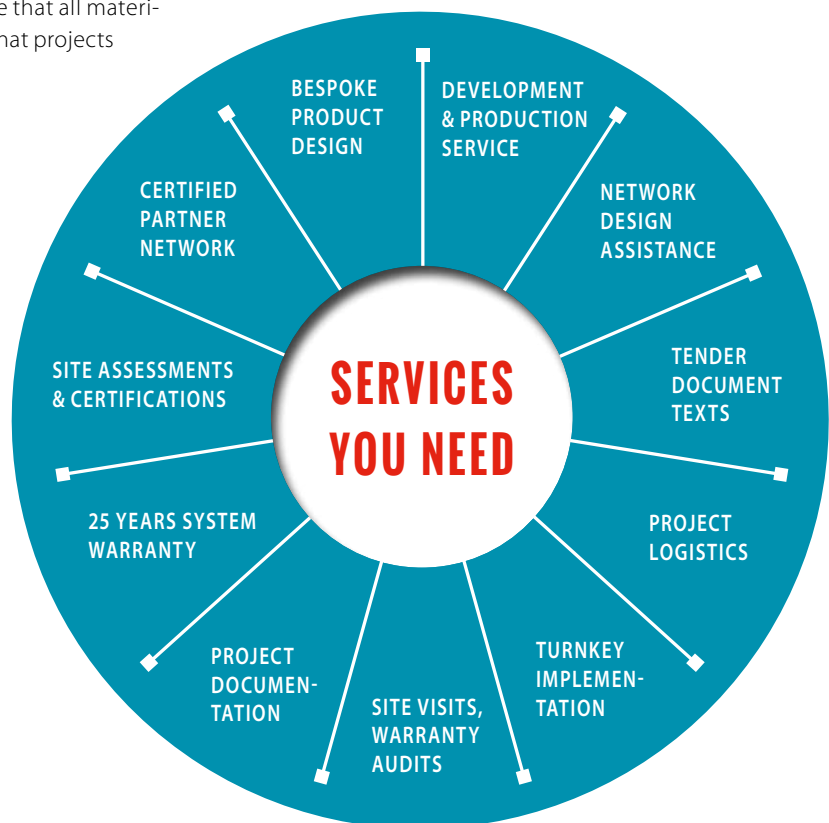 e that all materi-
nat projects
BESPOKE
PRODUCT
DESIGN
DEVELOPMENT
& PRODUCTION
SERVICE
NETWORK
DESIGN
ASSISTANCE
TENDER
DOCUMENT
TEXTS
PROJECT
LOGISTICS
TURNKEY
IMPLEMEN-
TATION
SITE VISITS,
WARRANTY
AUDITS
PROJECT
DOCUMEN-
TATION
25 YEARS SYSTEM
WARRANTY
SITE ASSESSMENTS
& CERTIFICATIONS
CERTIFIED
PARTNER
NETWORK
SERVICES
YOU NEED